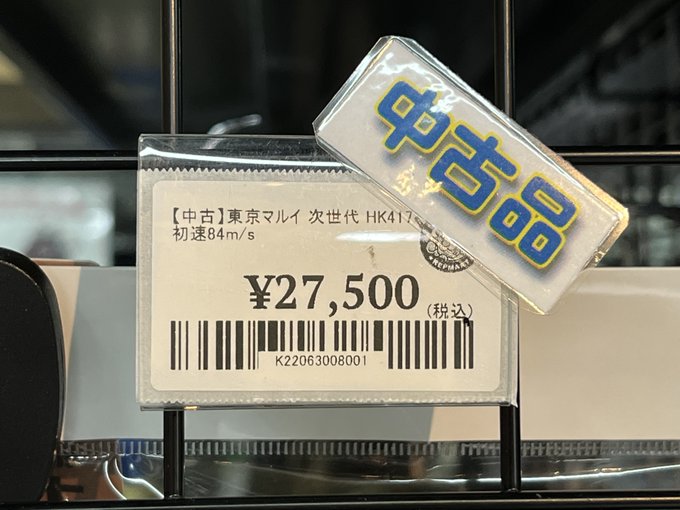 中古品
【中古】東京マルイ 次世代 HK417
初速84m/s
REPMART
¥27,500
(税込)
K22063008001